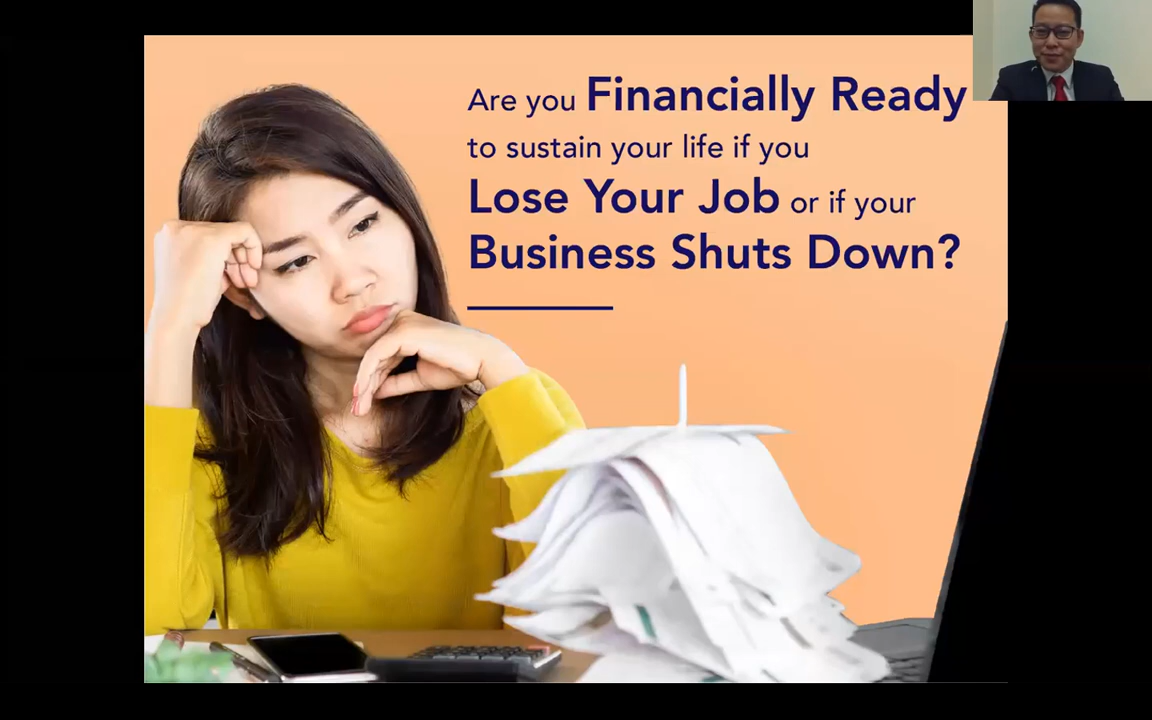 Are you Financially Ready
to sustain your life if you
Lose Your Job or if your
Business Shuts Down?